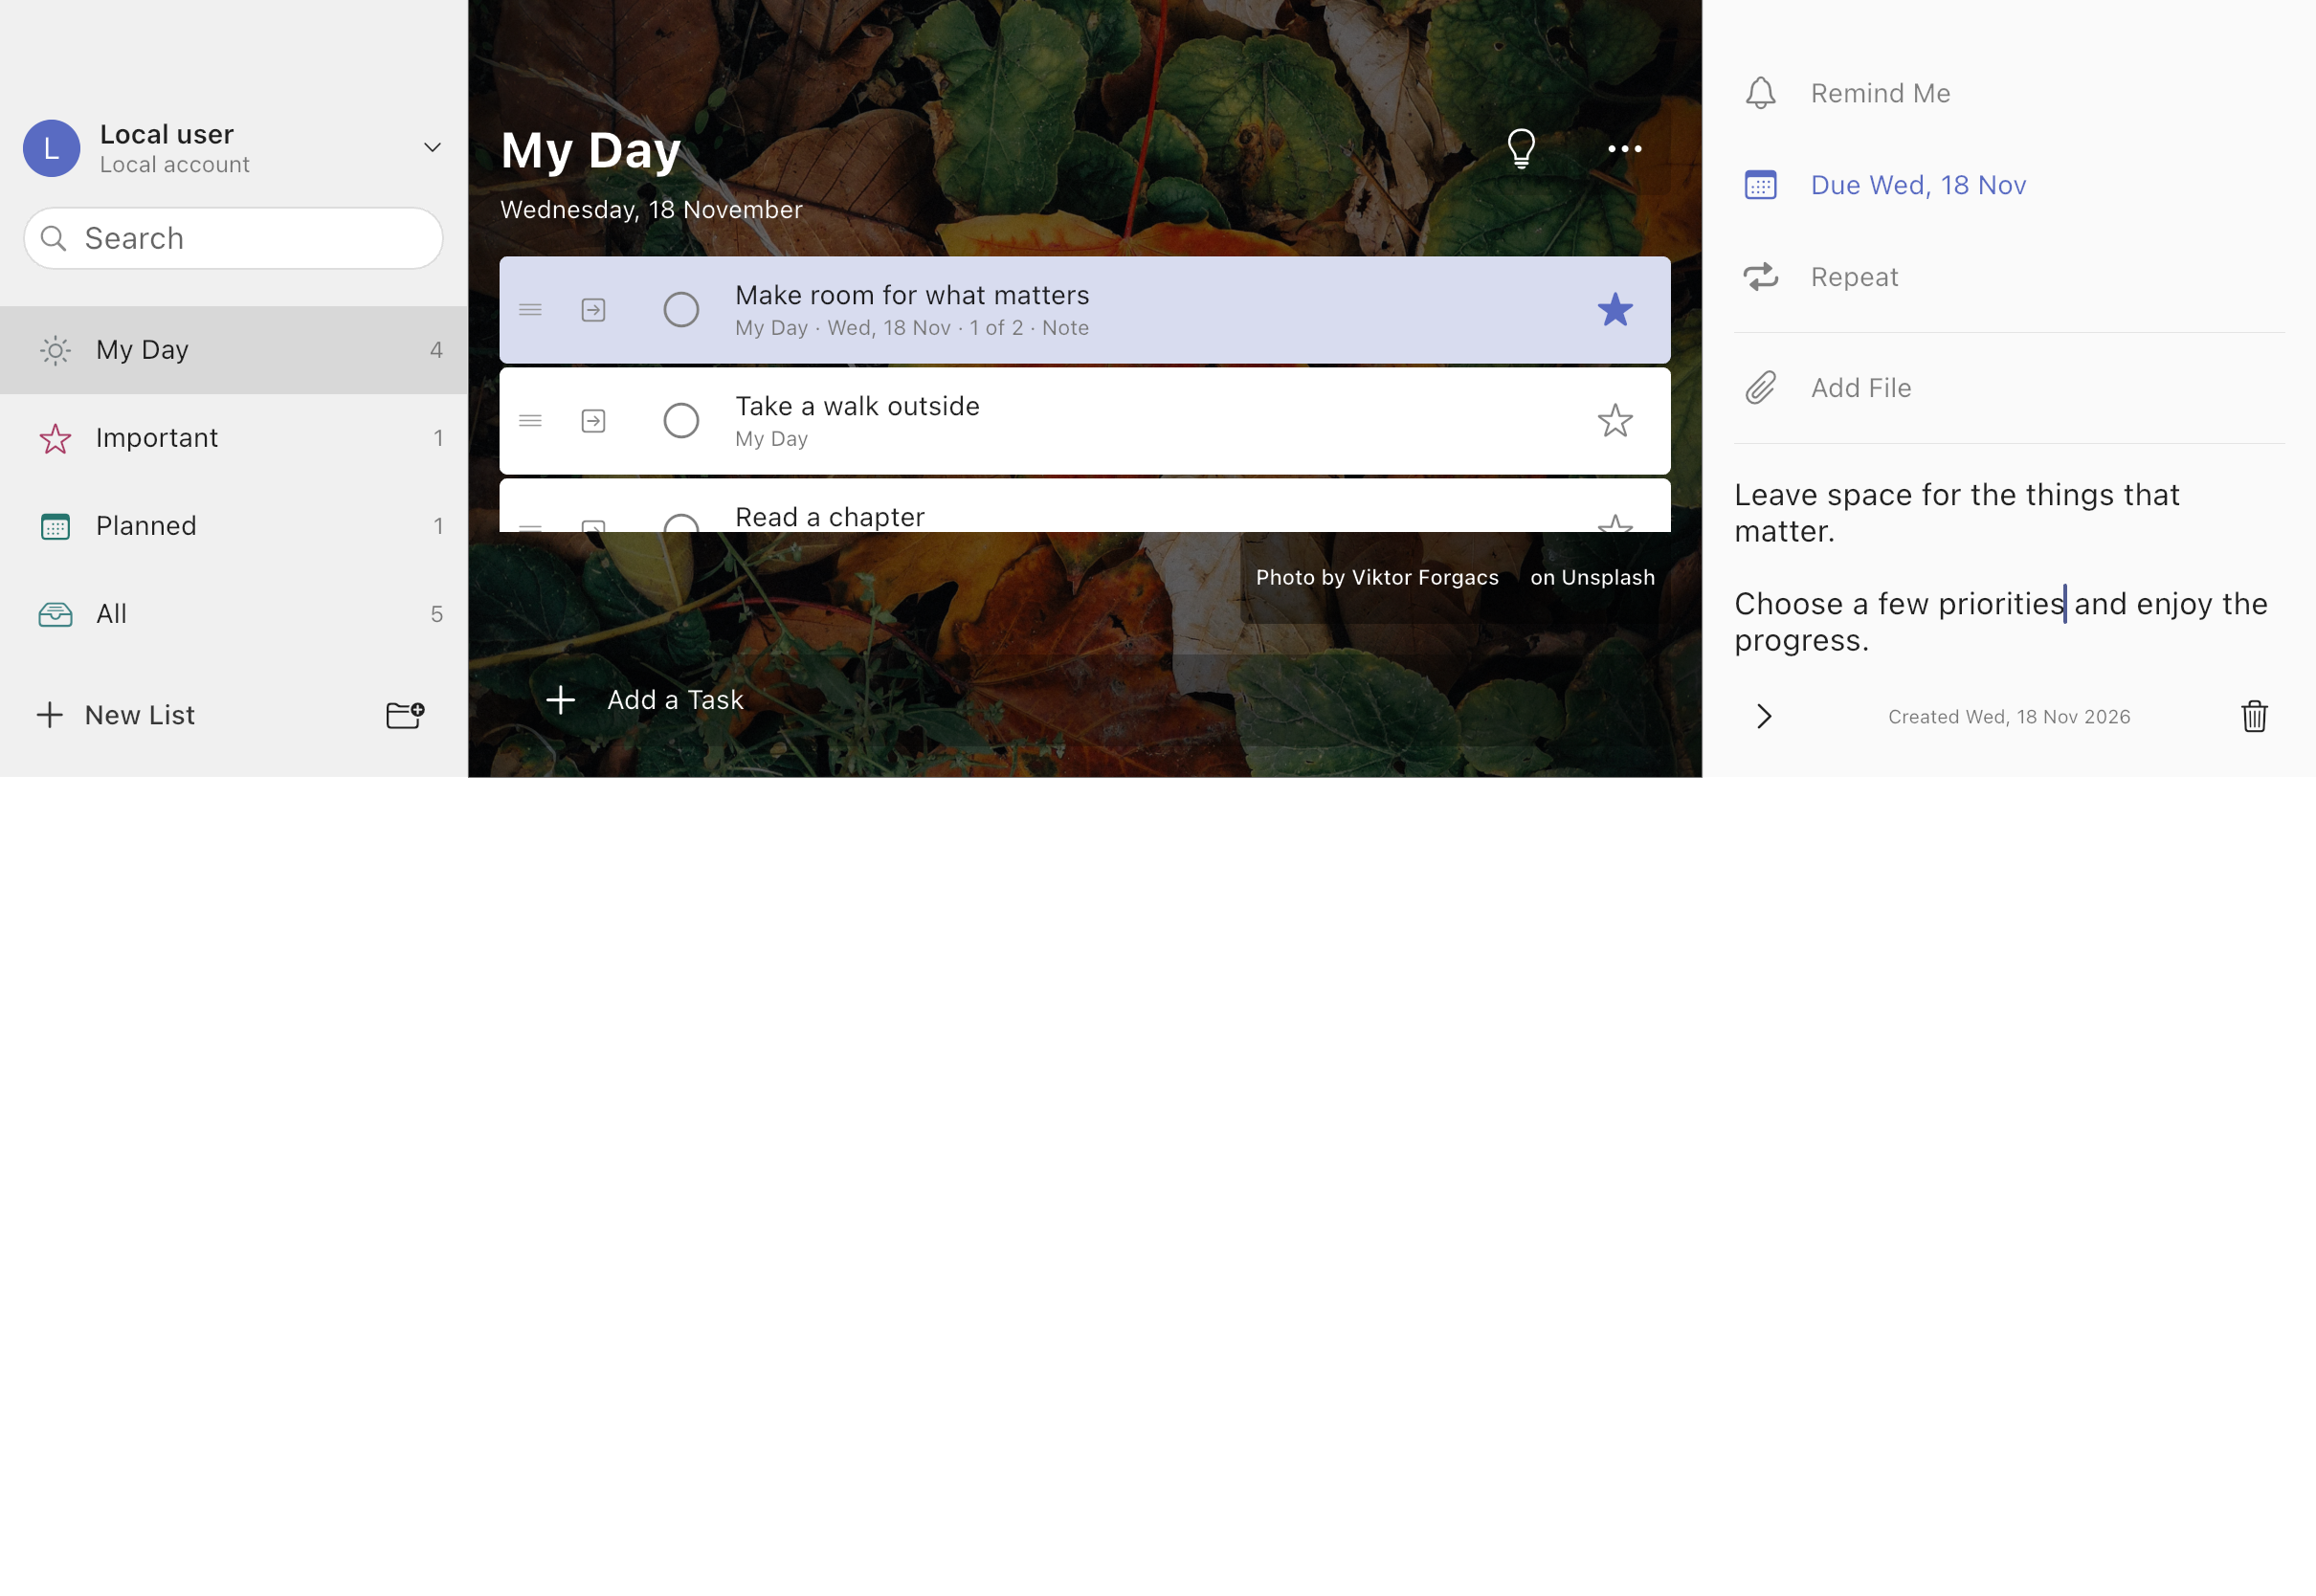 L
Local user
Local account
Search
My Day 4
Important 1
Planned 1
All 5
New List
My Day
Wednesday, 18 November
Make room for what matters
My Day · Wed, 18 Nov · 1 of 2 · Note
Take a walk outside
My Day
Read a chapter
Photo by Viktor Forgacs on Unsplash
Add a Task
Remind Me
Due Wed, 18 Nov
Repeat
Add File
Leave space for the things that
matter.
Choose a few priorities and enjoy the
progress.
Created Wed, 18 Nov 2026